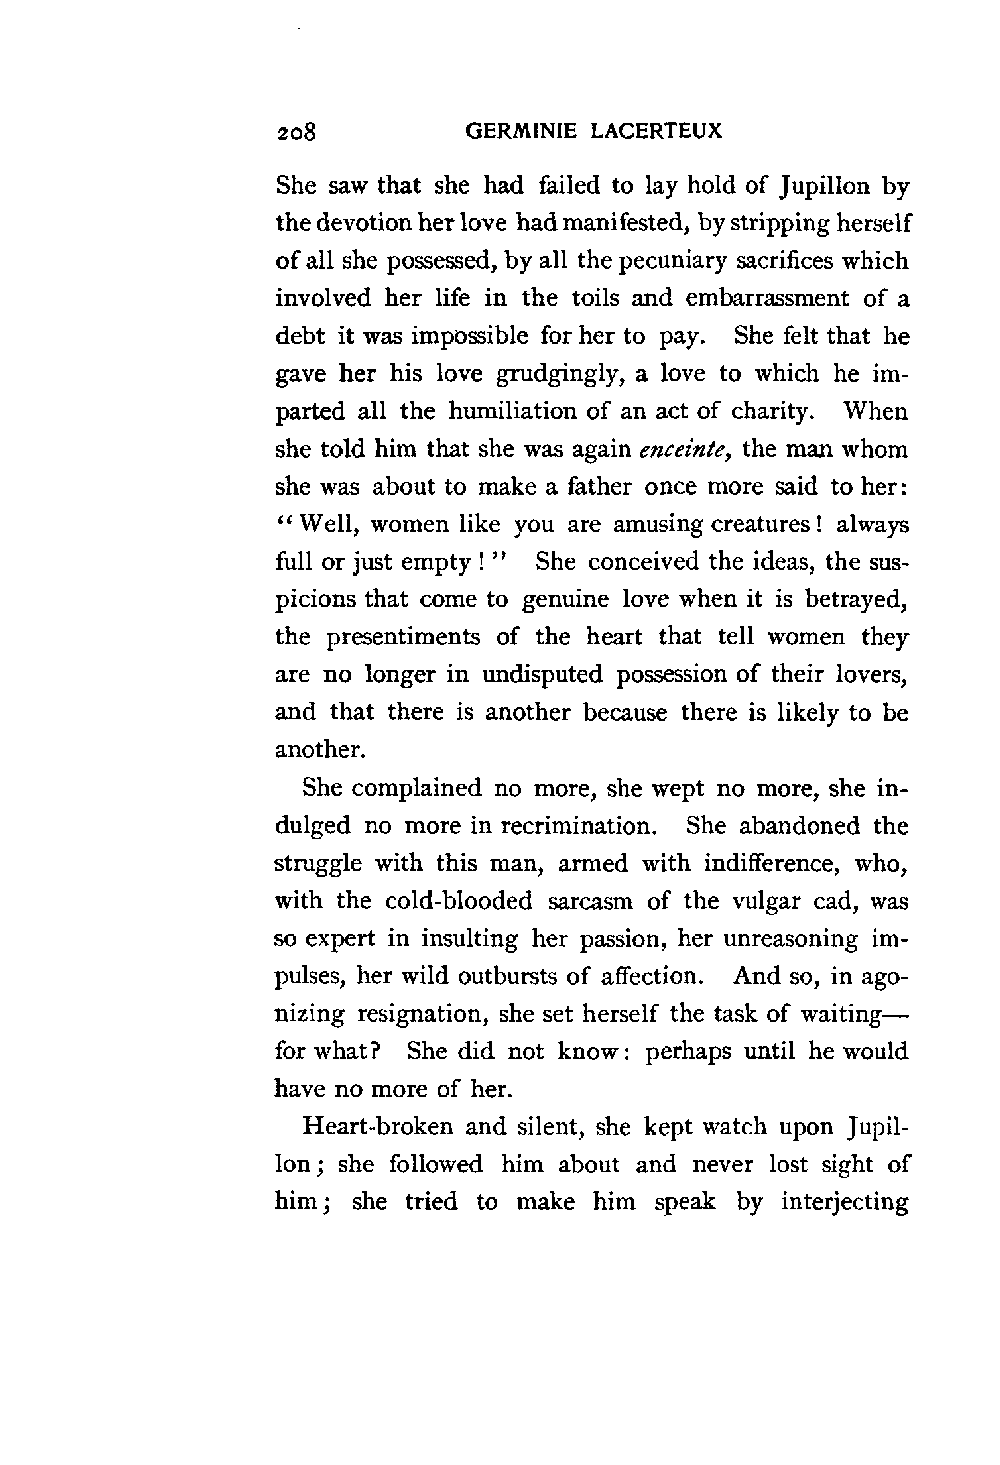 208 GERMINIE LACERTEUX
She saw that she had failed to lay hold of Jupillon by
the devotion her love had manifested, by stripping herself
of all she possessed, by all the pecuniary sacrifices which
involved her life in the toils and embarrassment of a
debt it was impossible for her to pay. She felt that he
gave her his love grudgingly, a love to which he im-
parted all the humiliation of an act of charity. When
she told him that she was again enceinte, the man whom
she was about to make a father once more said to her:
“Well, women like you are amusing creatures! always
full or just empty!” She conceived the ideas, the sus-
picions that come to genuine love when it is betrayed,
the presentiments of the heart that tell women they
are no longer in undisputed possession of their lovers,
and that there is another because there is likely to be
another.
She complained no more, she wept no more, she in-
dulged no more in recrimination. She abandoned the
struggle with this man, armed with indifference, who,
with the cold-blooded sarcasm of the vulgar cad, was
so expert in insulting her passion, her unreasoning im-
pulses, her wild outbursts of affection. And so, in ago-
nizing resignation, she set herself the task of waiting—
for what? She did not know: perhaps until he would
have no more of her.
Heart-broken and silent, she kept watch upon Jupil-
lon; she followed him about and never lost sight of
him; she tried to make him speak by interjecting